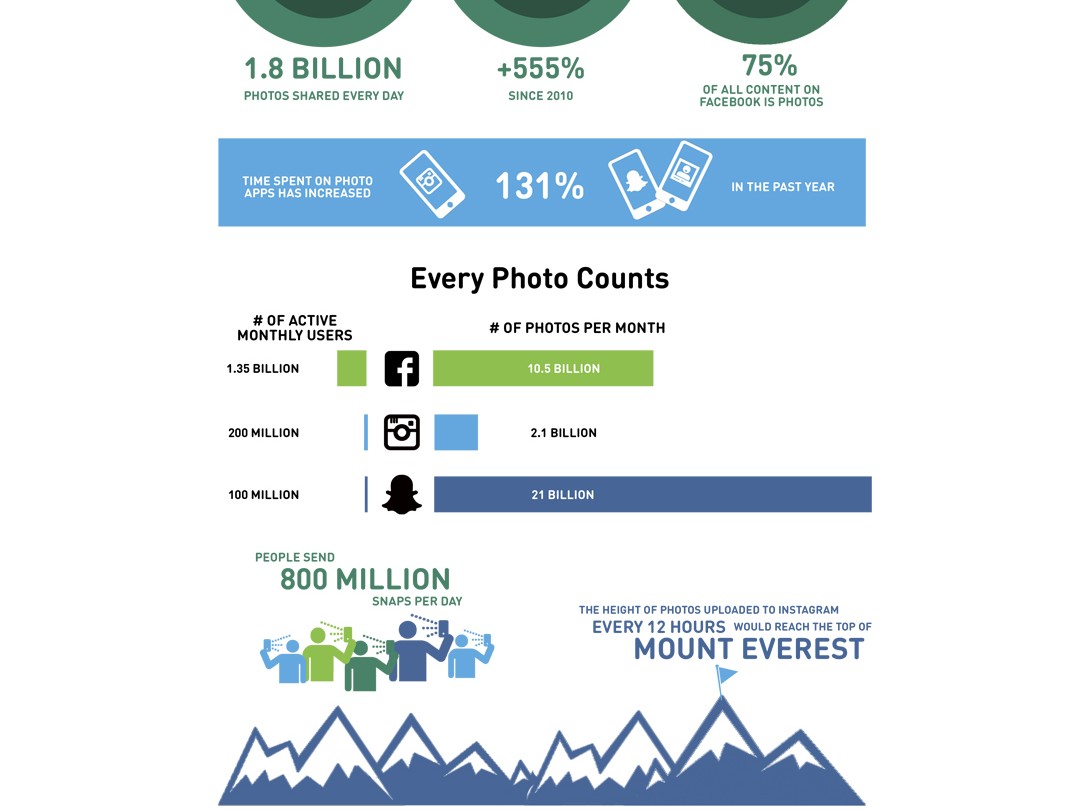 1.8 BILLION
PHOTOS SHARED EVERY DAY
+555%
SINCE 2010
75%
OF ALL CONTENT ON
FACEBOOK IS PHOTOS
TIME SPENT ON PHOTO
APPS HAS INCREASED
131%
IN THE PAST YEAR
Every Photo Counts
# OF ACTIVE
MONTHLY USERS
# OF PHOTOS PER MONTH
1.35 BILLION
10.5 BILLION
200 MILLION
2.1 BILLION
100 MILLION
21 BILLION
PEOPLE SEND
800 MILLION
SNAPS PER DAY
THE HEIGHT OF PHOTOS UPLOADED TO INSTAGRAM
EVERY 12 HOURS WOULD REACH THE TOP OF
MOUNT EVEREST